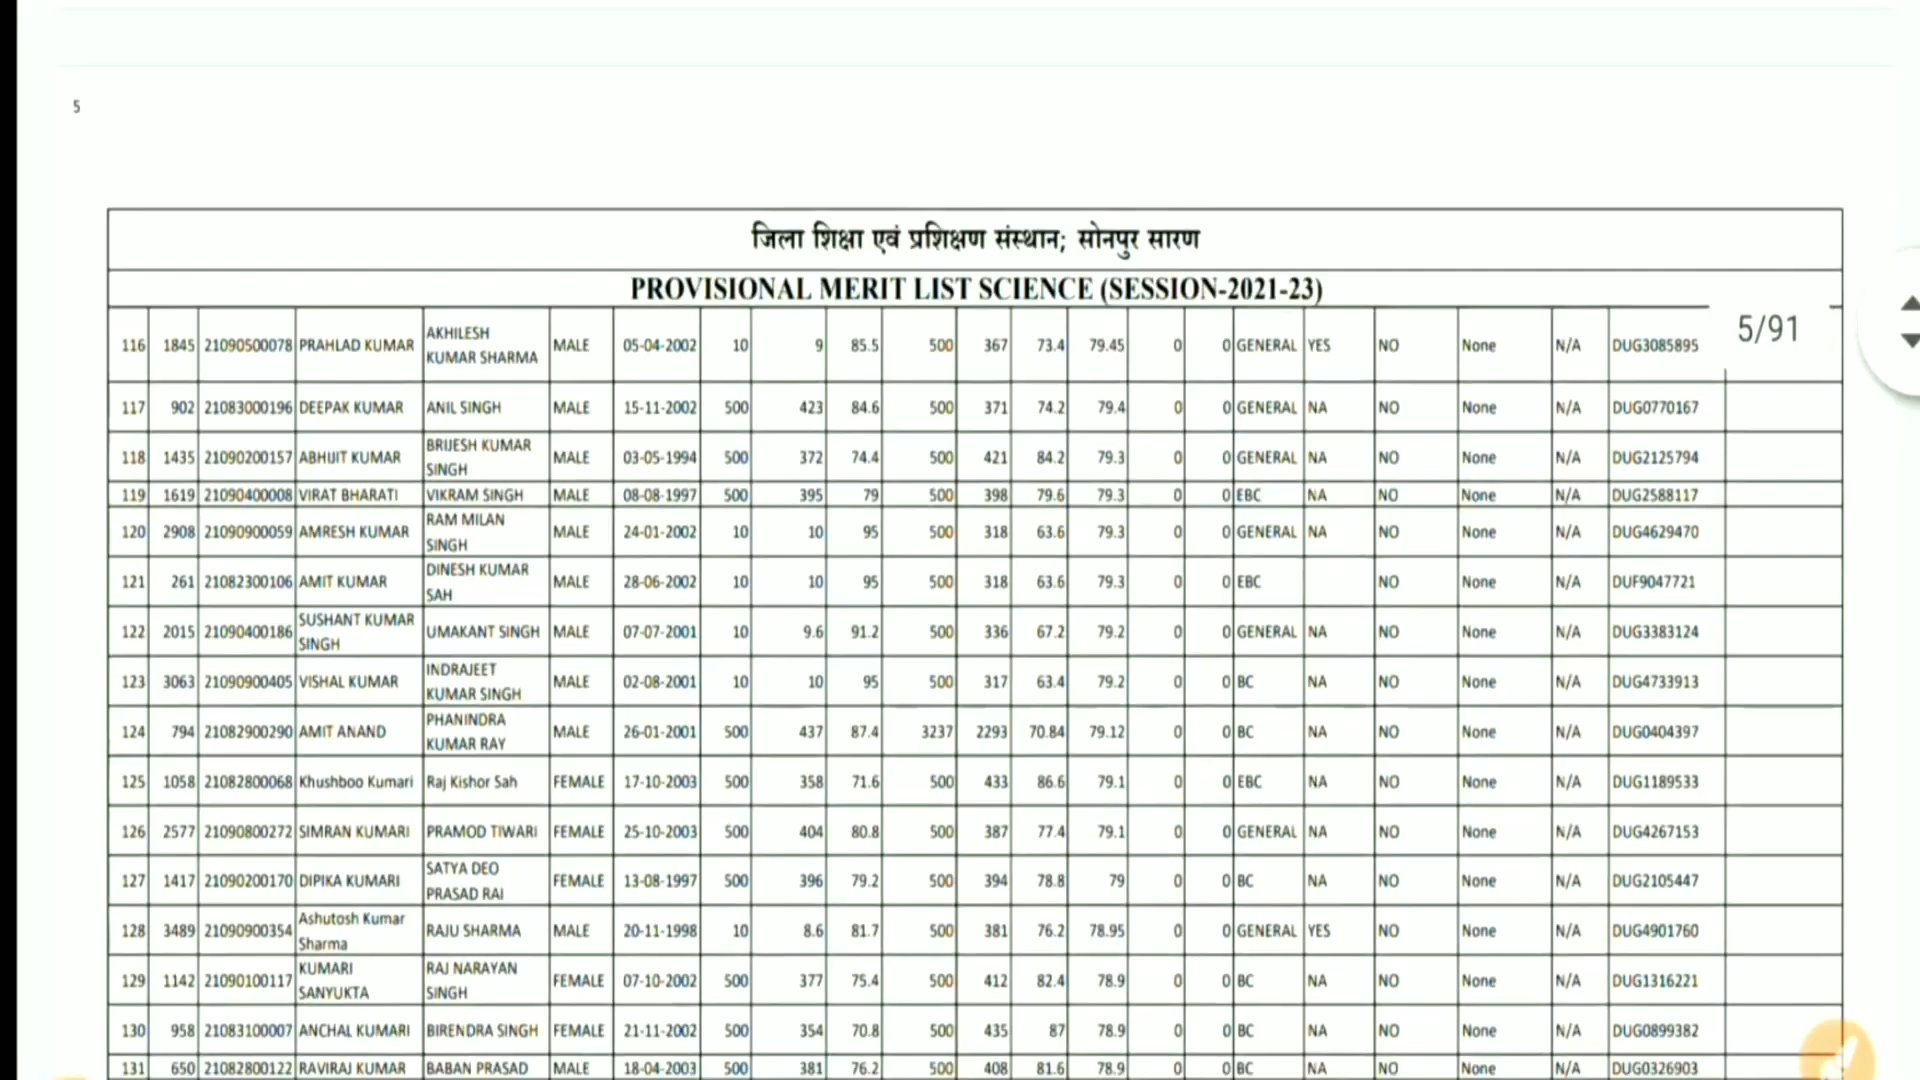 5
जिला शिक्षा एवं प्रशिक्षण संस्थान; सोनपुर सारण
PROVISIONAL MERIT LIST SCIENCE (SESSION-2021-23)
5/91
116 1845 21090500078 PRAHLAD KUMAR AKHILESH KUMAR SHARMA MALE 05-04-2002 10 9 85.5 500 367 73.4 79.45 0 0 GENERAL YES NO None N/A DUG3085895
117 902 21083000196 DEEPAK KUMAR ANIL SINGH MALE 15-11-2002 500 423 84.6 500 371 74.2 79.4 0 0 GENERAL NA NO None N/A DUG0770167
118 1435 21090200157 ABHIJIT KUMAR BRIJESH KUMAR SINGH MALE 03-05-1994 500 372 74.4 500 421 84.2 79.3 0 0 GENERAL NA NO None N/A DUG2125794
119 1619 21090400008 VIRAT BHARATI VIKRAM SINGH MALE 08-08-1997 500 395 79 500 398 79.6 79.3 0 0 EBC NA NO None N/A DUG2588117
120 2908 21090900059 AMRESH KUMAR RAM MILAN SINGH MALE 24-01-2002 10 10 95 500 318 63.6 79.3 0 0 GENERAL NA NO None N/A DUG4629470
121 261 21082300106 AMIT KUMAR DINESH KUMAR SAH MALE 28-06-2002 10 10 95 500 318 63.6 79.3 0 0 EBC NO None N/A DUF9047721
122 2015 21090400186 SUSHANT KUMAR SINGH UMAKANT SINGH MALE 07-07-2001 10 9.6 91.2 500 336 67.2 79.2 0 0 GENERAL NA NO None N/A DUG3383124
123 3063 21090900405 VISHAL KUMAR INDRAJEET KUMAR SINGH MALE 02-08-2001 10 10 95 500 317 63.4 79.2 0 0 BC NA NO None N/A DUG4733913
124 794 21082900290 AMIT ANAND PHANINDRA KUMAR RAY MALE 26-01-2001 500 437 87.4 3237 2293 70.84 79.12 0 0 BC NA NO None N/A DUG0404397
125 1058 21082800068 Khushboo Kumari Raj Kishor Sah FEMALE 17-10-2003 500 358 71.6 500 433 86.6 79.1 0 0 EBC NA NO None N/A DUG1189533
126 2577 21090800272 SIMRAN KUMARI PRAMOD TIWARI FEMALE 25-10-2003 500 404 80.8 500 387 77.4 79.1 0 0 GENERAL NA NO None N/A DUG4267153
127 1417 21090200170 DIPIKA KUMARI SATYA DEO PRASAD RAI FEMALE 13-08-1997 500 396 79.2 500 394 78.8 79 0 0 BC NA NO None N/A DUG2105447
128 3489 21090900354 Ashutosh Kumar Sharma RAJU SHARMA MALE 20-11-1998 10 8.6 81.7 500 381 76.2 78.95 0 0 GENERAL YES NO None N/A DUG4901760
129 1142 21090100117 KUMARI SANYUKTA RAJ NARAYAN SINGH FEMALE 07-10-2002 500 377 75.4 500 412 82.4 78.9 0 0 BC NA NO None N/A DUG1316221
130 958 21083100007 ANCHAL KUMARI BIRENDRA SINGH FEMALE 21-11-2002 500 354 70.8 500 435 87 78.9 0 0 BC NA NO None N/A DUG0899382
131 650 21082800122 RAVIRAJ KUMAR BABAN PRASAD MALE 18-04-2003 500 381 76.2 500 408 81.6 78.9 0 0 BC NA NO None N/A DUG0326903